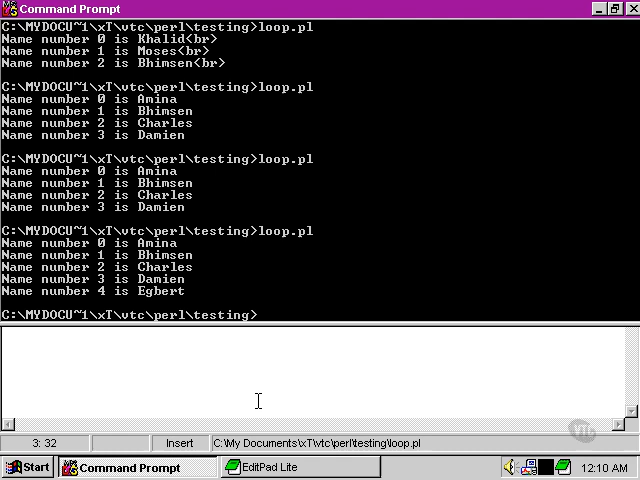 Command Prompt
C:\MYDOCU~1\xT\vtc\perl\testing>loop.pl
Name number 0 is Khalid<br>
Name number 1 is Moses<br>
Name number 2 is Bhimsen<br>
C:\MYDOCU~1\xT\vtc\perl\testing>loop.pl
Name number 0 is Amina
Name number 1 is Bhimsen
Name number 2 is Charles
Name number 3 is Damien
C:\MYDOCU~1\xT\vtc\perl\testing>loop.pl
Name number 0 is Amina
Name number 1 is Bhimsen
Name number 2 is Charles
Name number 3 is Damien
C:\MYDOCU~1\xT\vtc\perl\testing>loop.pl
Name number 0 is Amina
Name number 1 is Bhimsen
Name number 2 is Charles
Name number 3 is Damien
Name number 4 is Egbert
C:\MYDOCU~1\xT\vtc\perl\testing>
VTC
3: 32 Insert C:\My Documents\xT\vtc\perl\testing\loop.pl
Start Command Prompt EditPad Lite 12:10 AM